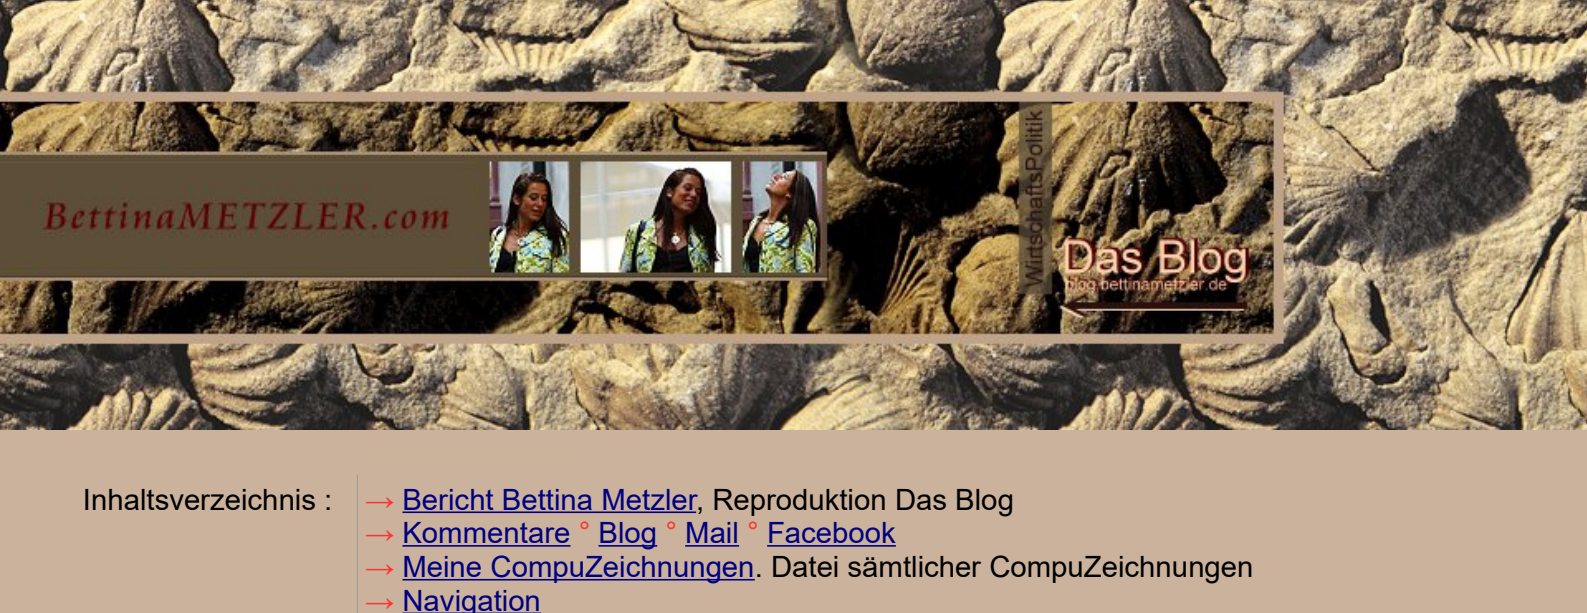 WirtschaftsPolitik
BettinaMETZLER.com
Das Blog
blog.bettinametzler.de
Inhaltsverzeichnis :
→ Bericht Bettina Metzler, Reproduktion Das Blog
→ Kommentare ° Blog ° Mail ° Facebook
→ Meine CompuZeichnungen. Datei sämtlicher CompuZeichnungen
→ Navigation